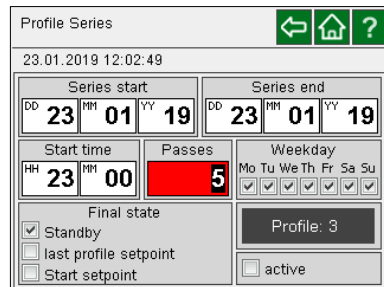 Profile Series ?
23.01.2019 12:02:49
Series start Series end
DD 23 MM 01 YY 19 DD 23 MM 01 YY 19
Start time Passes Weekday
Mo Tu We Th Fr Sa Su
HH 23 MM 00 5
Final state
Standby Profile: 3
last profile setpoint
Start setpoint active